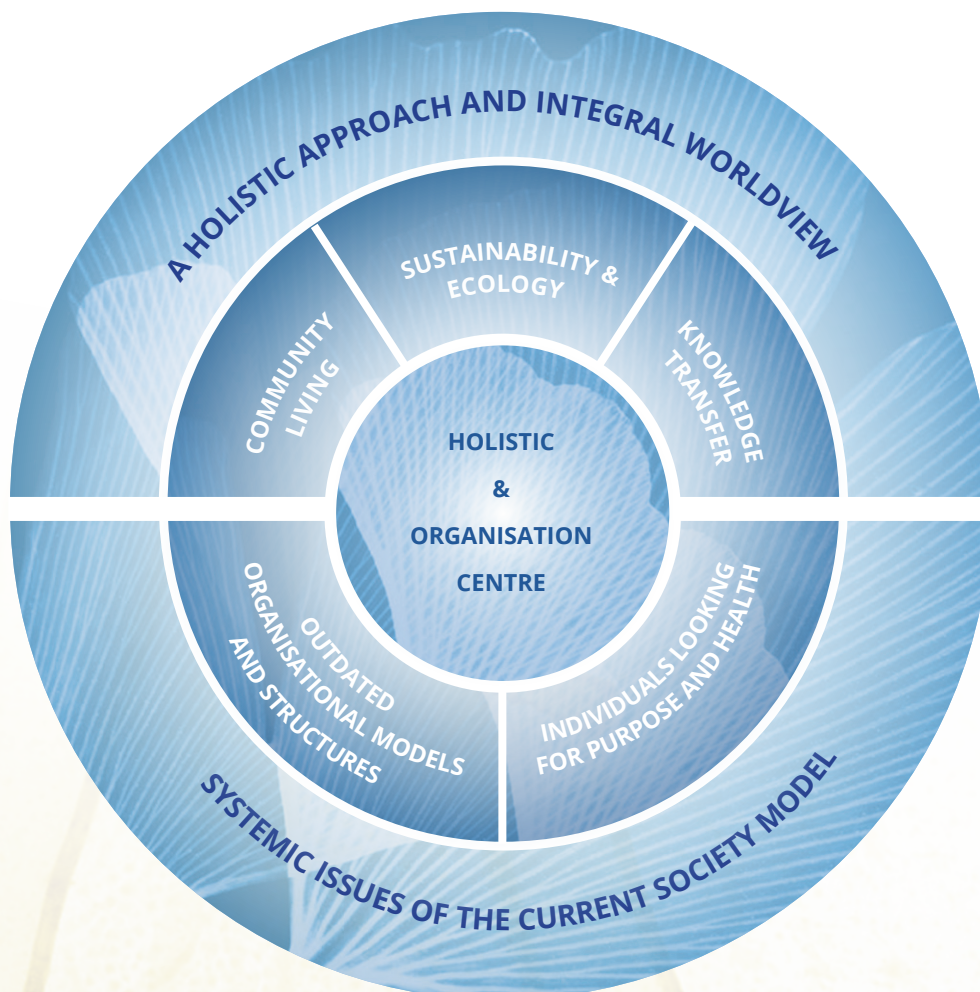 A HOLISTIC APPROACH AND INTEGRAL WORLDVIEW
SUSTAINABILITY &
ECOLOGY
COMMUNITY
LIVING
KNOWLEDGE
TRANSFER
HOLISTIC
&
ORGANISATION
CENTRE
OUTDATED
ORGANISATIONAL MODELS
AND STRUCTURES
INDIVIDUALS LOOKING
FOR PURPOSE AND HEALTH
SYSTEMIC ISSUES OF THE CURRENT SOCIETY MODEL